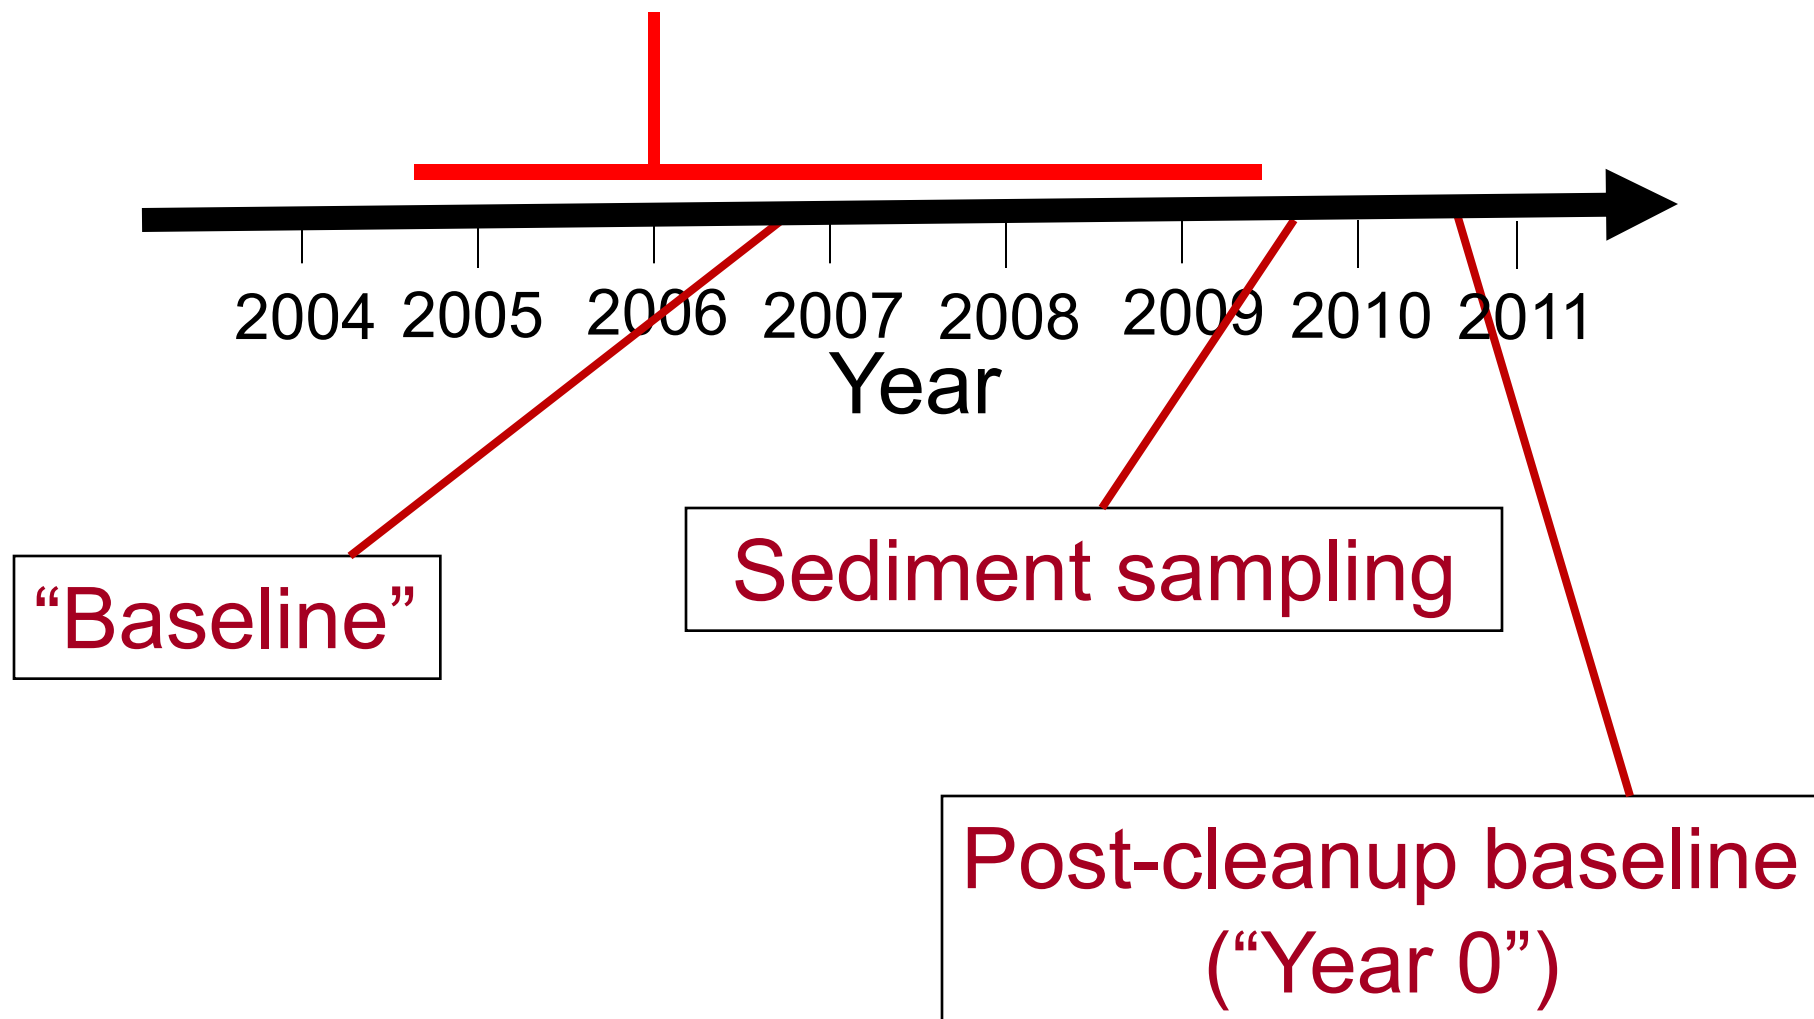 2004 2005 2006 2007 2008 2009 2010 2011
Year
“Baseline”
Sediment sampling
Post-cleanup baseline
(“Year 0”)